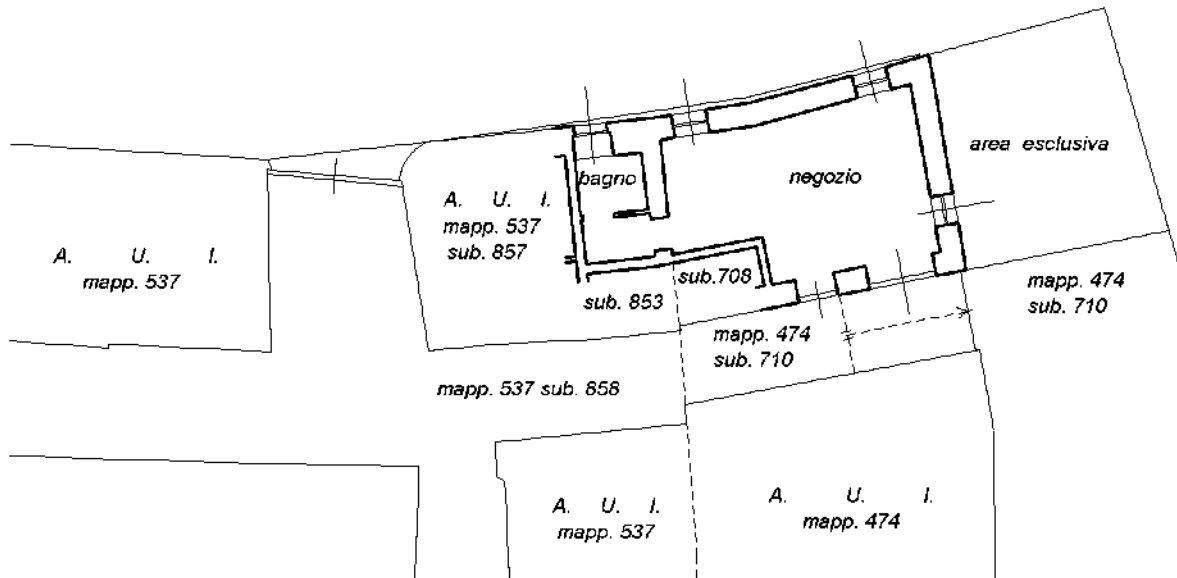 area esclusiva
bagno
negozio
A. U. I.
mapp. 537
sub. 857
A. U. I.
mapp. 537
sub.708
sub. 853
mapp. 474
sub. 710
mapp. 474
sub. 710
mapp. 537 sub. 858
A. U. I.
mapp. 537
A. U. I.
mapp. 474